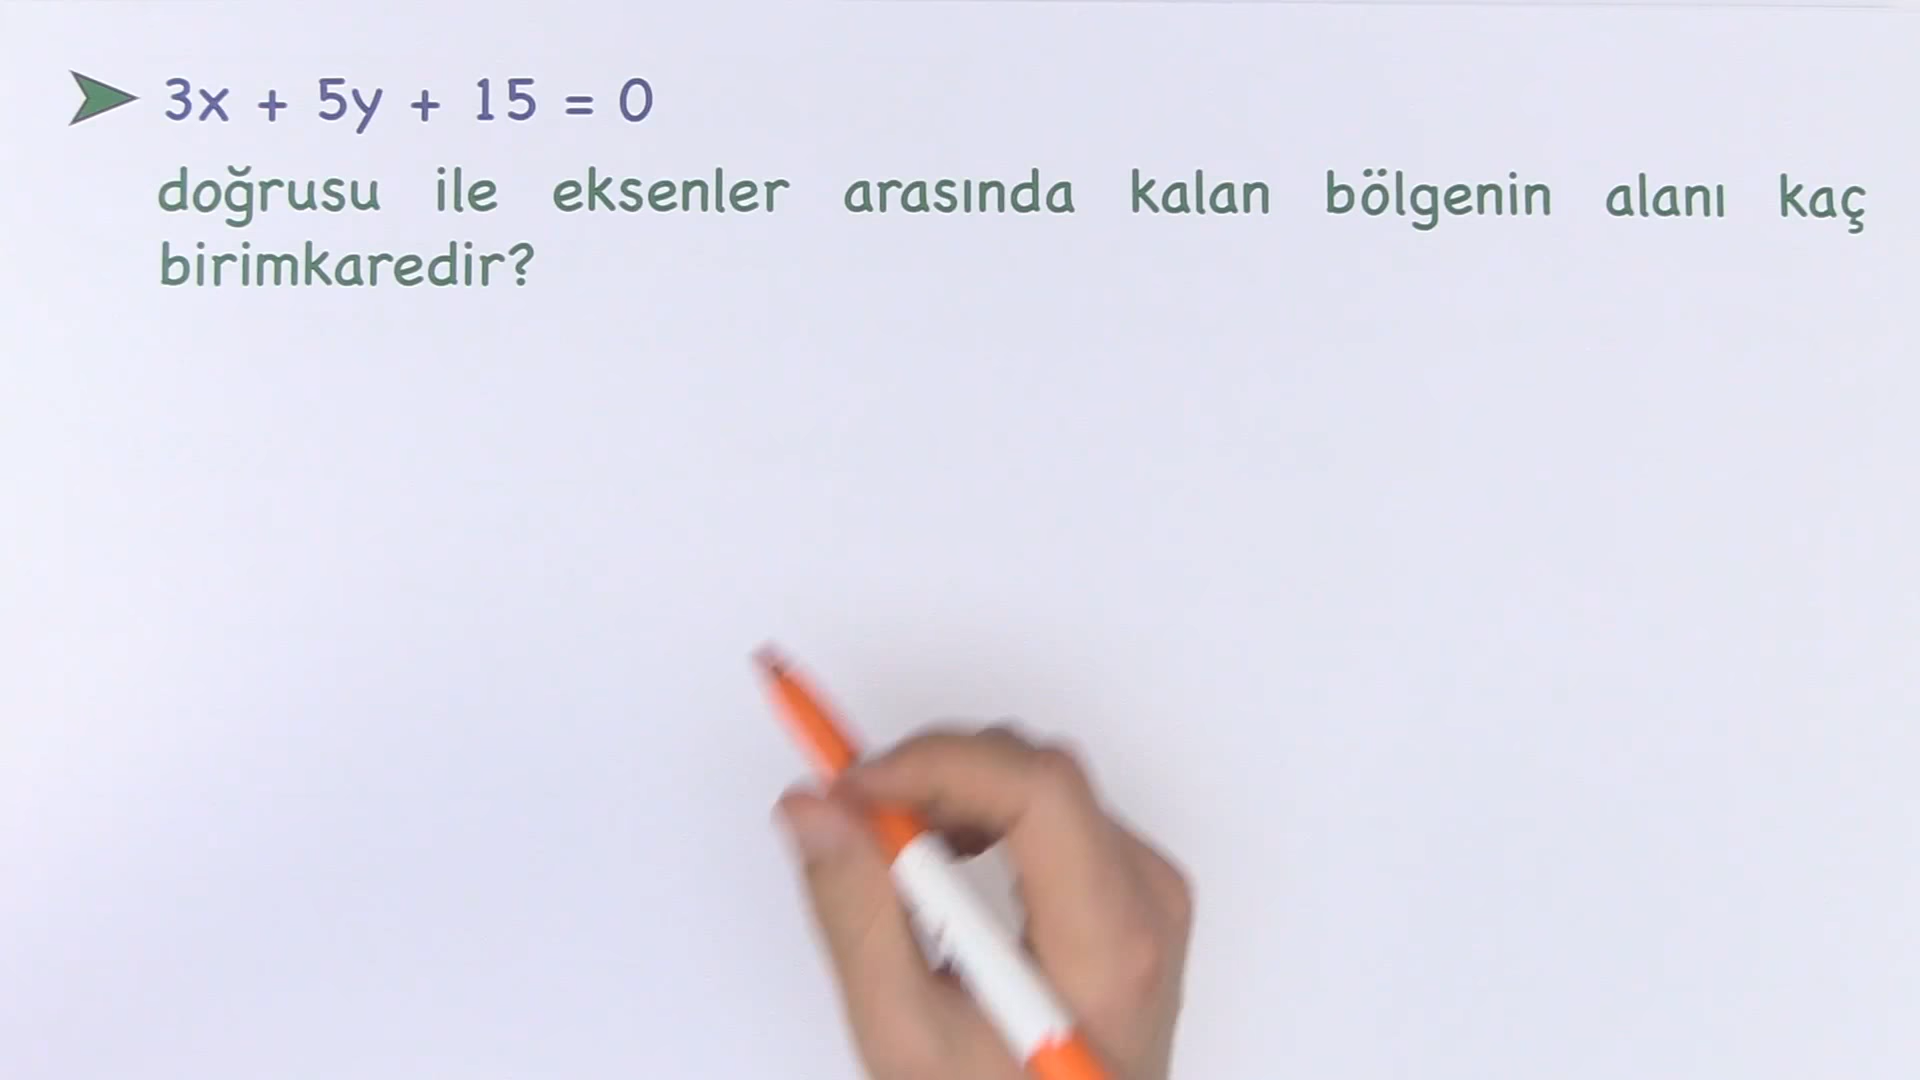 3x + 5y + 15 = 0
doğrusu ile eksenler arasında kalan bölgenin alanı kaç
birimkaredir?